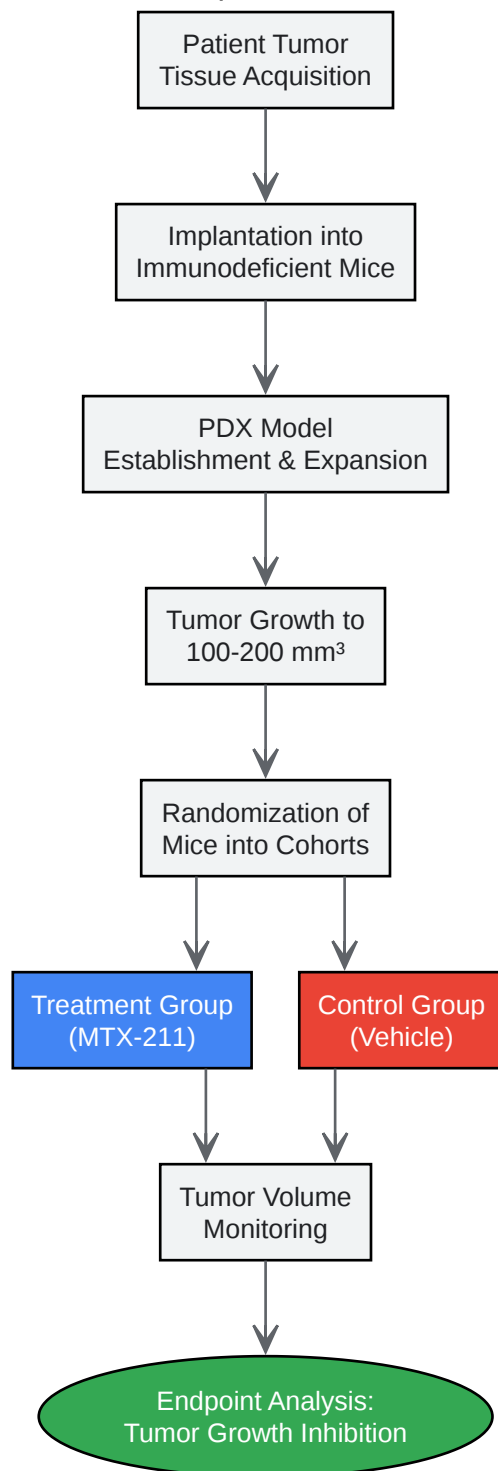 Patient Tumor
Tissue Acquisition
Implantation into
Immunodeficient Mice
PDX Model
Establishment & Expansion
Tumor Growth to
100-200 mm³
Randomization of
Mice into Cohorts
Treatment Group
(MTX-211)
Control Group
(Vehicle)
Tumor Volume
Monitoring
Endpoint Analysis:
Tumor Growth Inhibition